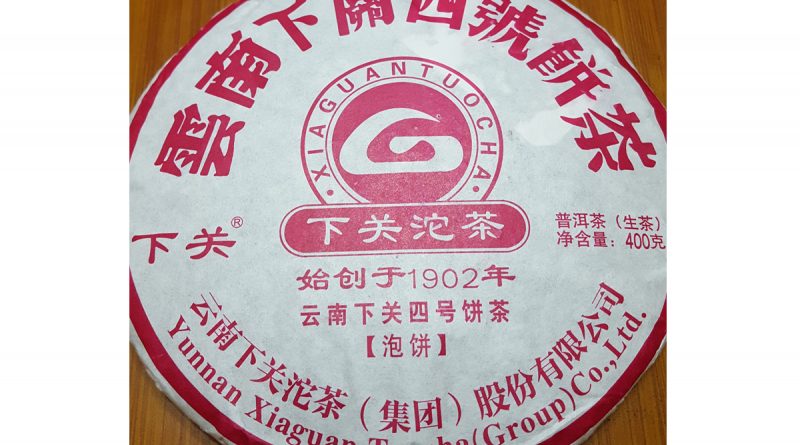 雲南下關四號餅茶
·XIAGUANTUOCHA·
下关沱茶
下关®
普洱茶（生茶）
净含量：400克
始创于1902年
云南下关四号饼茶
【泡饼】
云南下关沱茶（集团）股份有限公司
Yunnan Xiaguan (Group)Co.,Ltd.